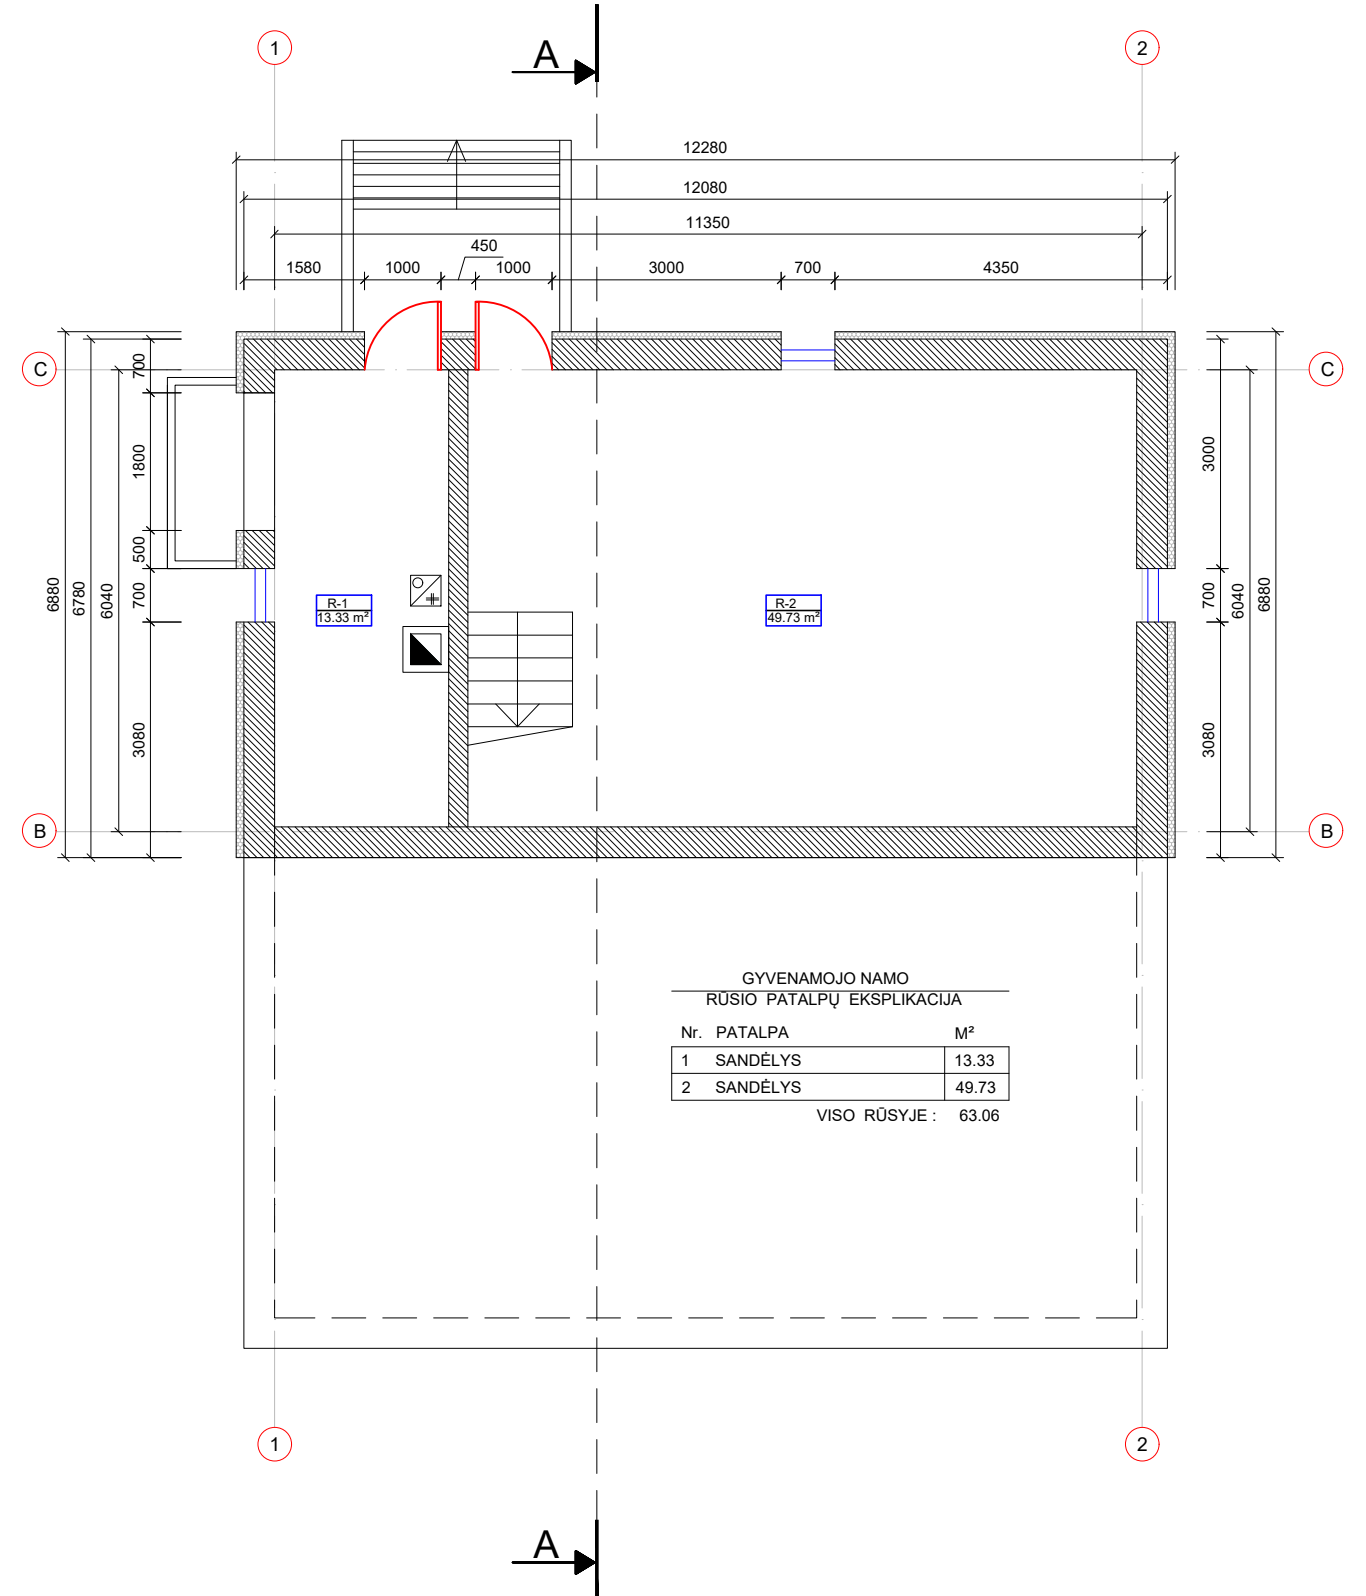 A
1
2
12280
12080
11350
450
1580
1000
1000
3000
700
4350
C
C
700
1800
500
700
3080
6880
6780
6040
3000
700
3080
6040
6880
R-1
13.33 m²
R-2
49.73 m²
B
B
GYVENAMOJO NAMO
RŪSIO PATALPŲ EKSPLIKACIJA
Nr. PATALPA M²
1 SANDĖLYS 13.33
2 SANDĖLYS 49.73
VISO RŪSYJE : 63.06
1
2
A